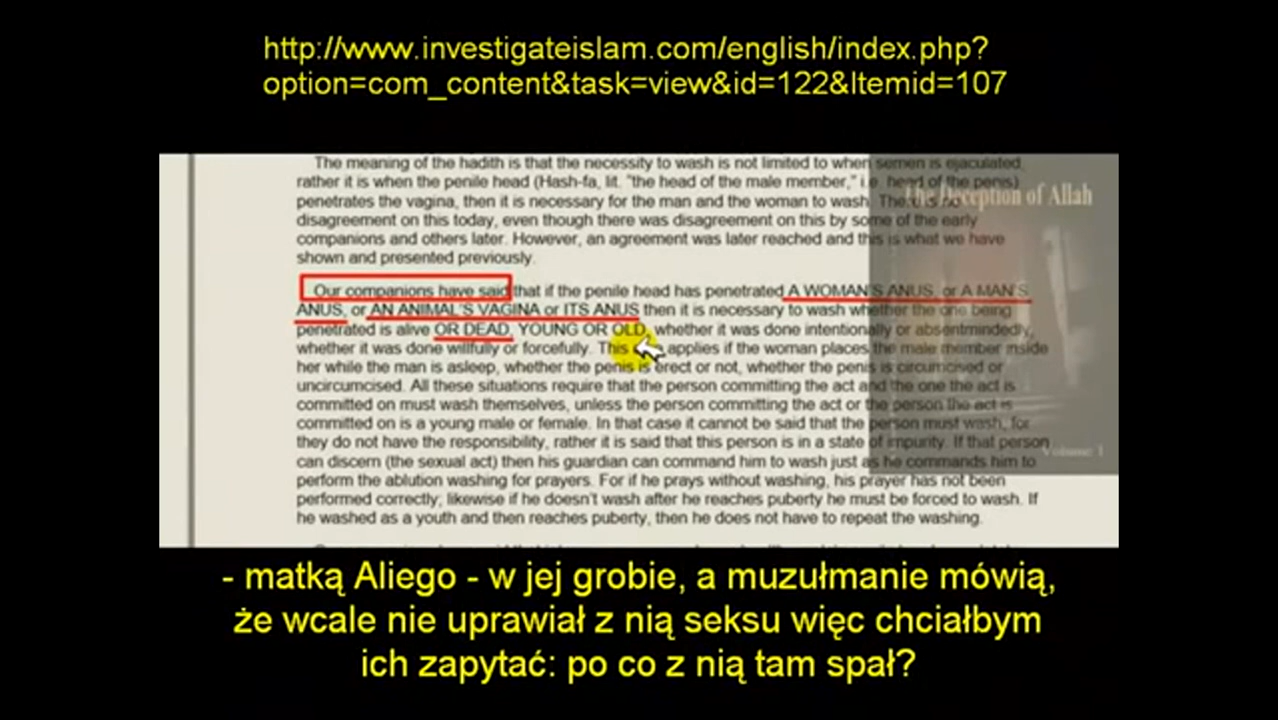 http://www.investigateislam.com/english/index.php?
option=com_content&task=view&id=122&Itemid=107
The meaning of the hadith is that the necessity to wash is not limited to when semen is ejaculated,
rather it is when the penile head (Hash-fa, lit. "the head of the male member," i.e. head of the penis)
penetrates the vagina, then it is necessary for the man and the woman to wash. There is no
disagreement on this today, even though there was disagreement on this by some of the early
companions and others later. However, an agreement was later reached and this is what we have
shown and presented previously.
The Deception of Allah
Our companions have said that if the penile head has penetrated A WOMAN'S ANUS, or A MAN'S
ANUS, or AN ANIMAL'S VAGINA or ITS ANUS then it is necessary to wash whether the one being
penetrated is alive OR DEAD, YOUNG OR OLD, whether it was done intentionally or absentmindedly,
whether it was done willfully or forcefully. This applies if the woman places the male member inside
her while the man is asleep, whether the penis is erect or not, whether the penis is circumcised or
uncircumcised. All these situations require that the person committing the act and the one the act is
committed on must wash themselves, unless the person committing the act or the person the act is
committed on is a young male or female. In that case it cannot be said that the person must wash, for
they do not have the responsibility, rather it is said that this person is in a state of impurity. If that person
can discern (the sexual act) then his guardian can command him to wash just as he commands him to
perform the ablution washing for prayers. For if he prays without washing, his prayer has not been
performed correctly; likewise if he doesn't wash after he reaches puberty he must be forced to wash. If
he washed as a youth and then reaches puberty, then he does not have to repeat the washing.
Volume 1
- matką Aliego - w jej grobie, a muzułmanie mówią,
że wcale nie uprawiał z nią seksu więc chciałbym
ich zapytać: po co z nią tam spał?